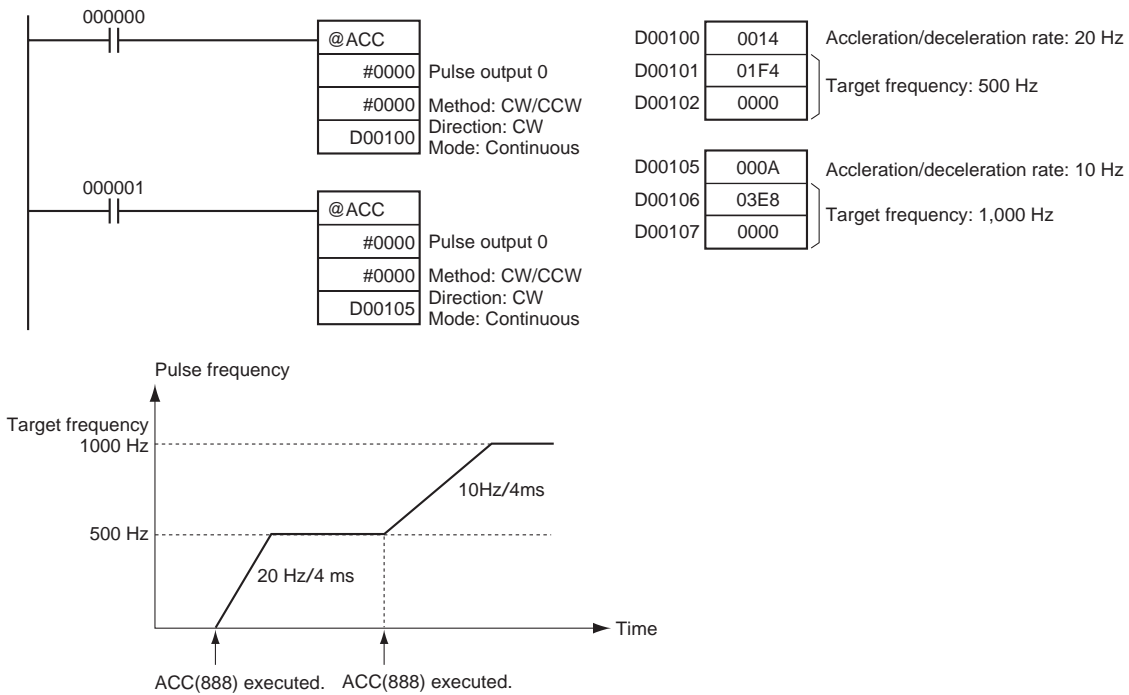 000000
@ACC
#0000 Pulse output 0
#0000 Method: CW/CCW
Direction: CW
D00100
Mode: Continuous
000001
@ACC
#0000 Pulse output 0
#0000 Method: CW/CCW
Direction: CW
D00105
Mode: Continuous
D00100 0014 Accleration/deceleration rate: 20 Hz
D00101 01F4
Target frequency: 500 Hz
D00102 0000
D00105 000A Accleration/deceleration rate: 10 Hz
D00106 03E8
Target frequency: 1,000 Hz
D00107 0000
Pulse frequency
Target frequency
1000 Hz
10Hz/4ms
500 Hz
20 Hz/4 ms
Time
ACC(888) executed. ACC(888) executed.